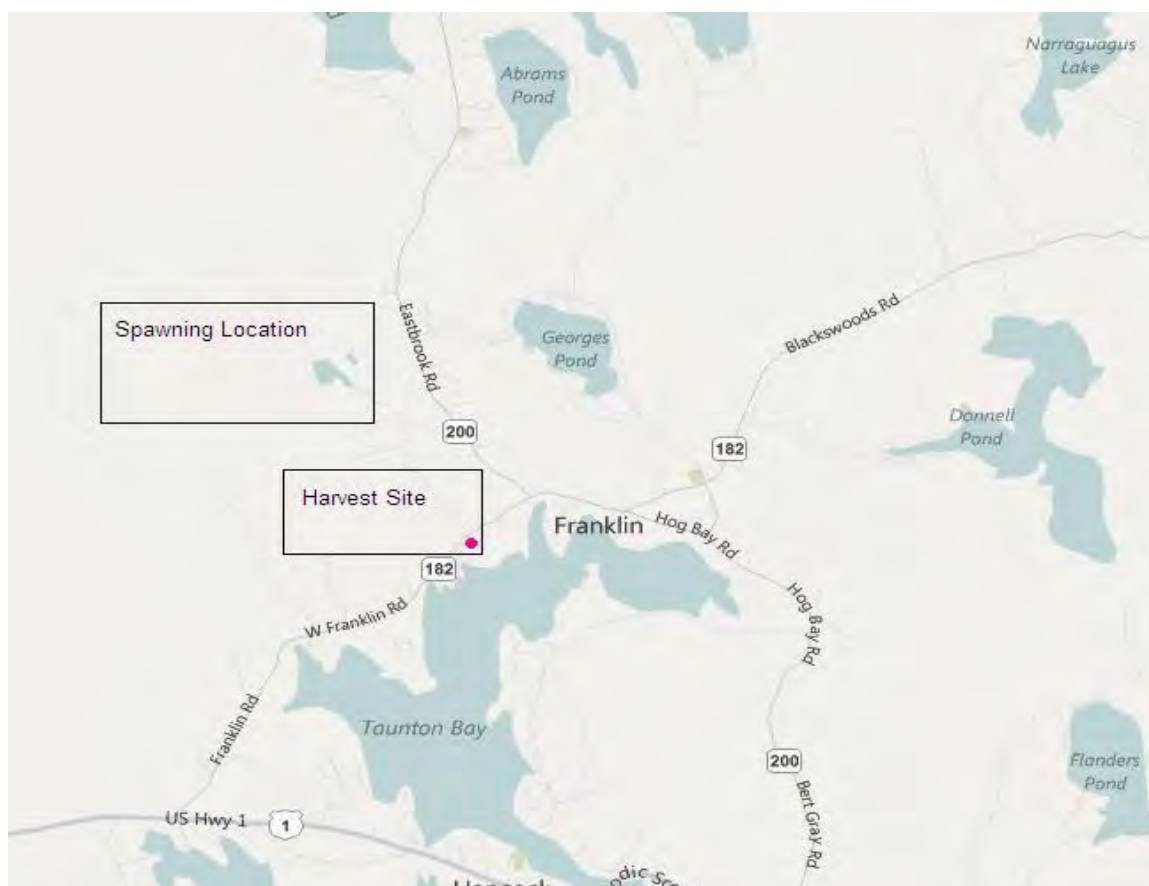 Abrams
Pond
Narraguagus
Lake
Spawning Location
Eastbrook Rd
Georges
Pond
Blackswoods Rd
200
182
Donnell
Pond
Harvest Site
Franklin
Hog Bay Rd
182
W Franklin Rd
Hog Bay Rd
Franklin Rd
Taunton Bay
200
Flanders
Pond
Bert Gray Rd
US Hwy 1
1